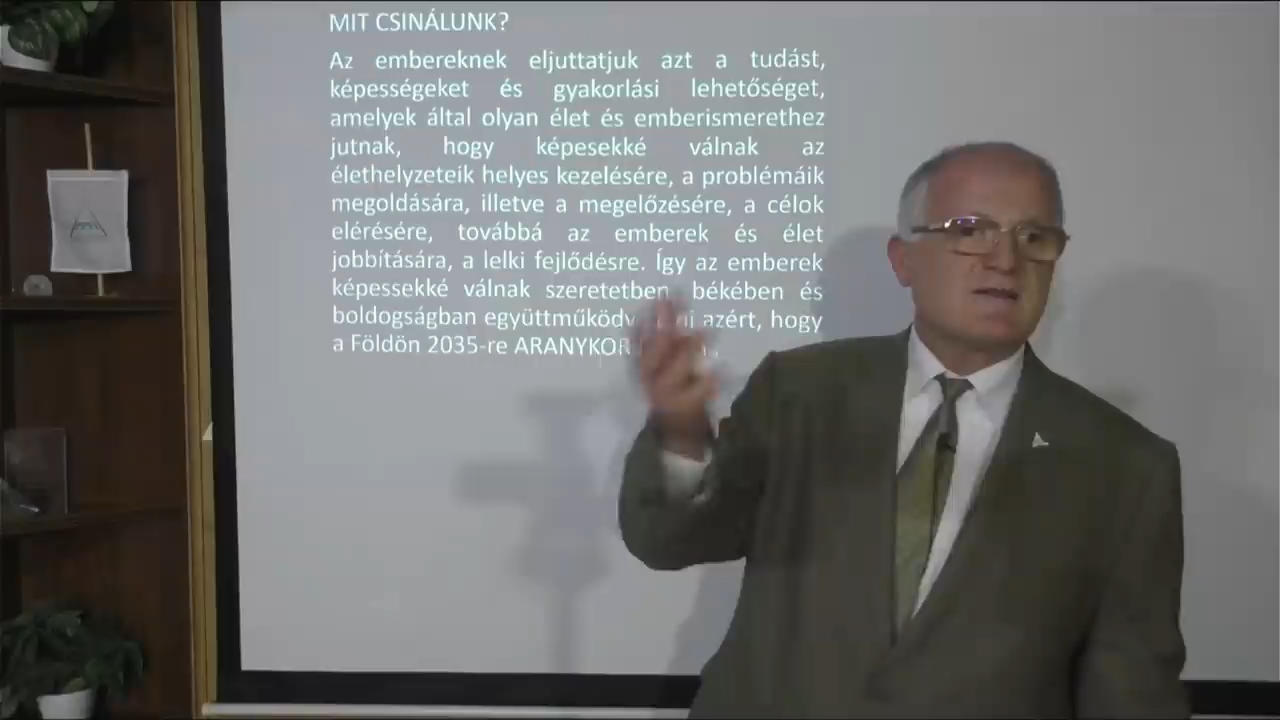 MIT CSINÁLUNK?
Az embereknek eljuttatjuk azt a tudást,
képességeket és gyakorlási lehetőséget,
amelyek által olyan élet és emberismerethez
jutnak, hogy képesekké válnak az
élethelyzeteik helyes kezelésére, a problémáik
megoldására, illetve a megelőzésére, a célok
elérésére, továbbá az emberek és élet
jobbítására, a lelki fejlődésre. Így az emberek
képessekké válnak szeretetben, békében és
boldogságban azért, hogy
a Földön 2035-re